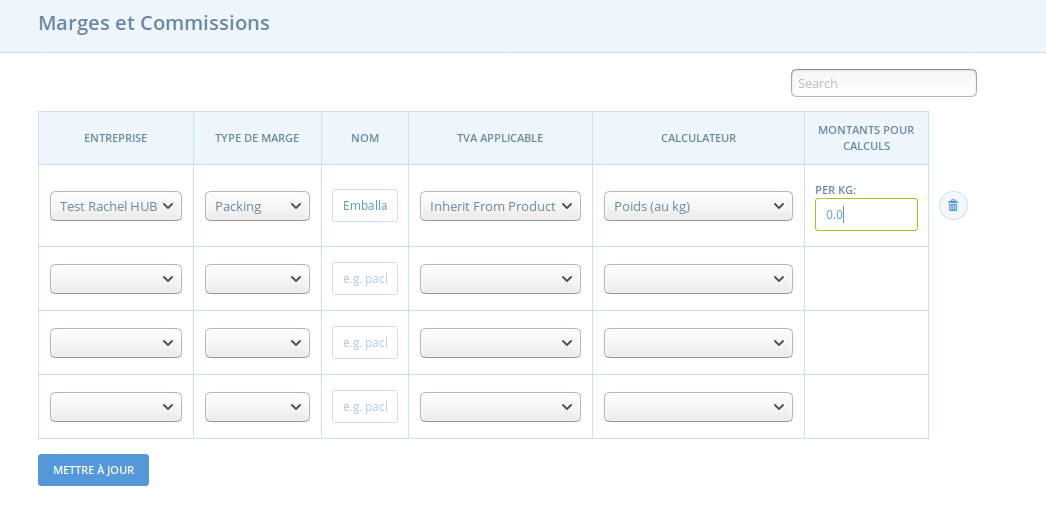 Marges et Commissions
Search
ENTREPRISE TYPE DE MARGE NOM TVA APPLICABLE CALCULATEUR MONTANTS POUR CALCULS
PER KG:
Test Rachel HUB Packing Emballa Inherit From Product Poids (au kg) 0.0
e.g. pacl
e.g. pacl
e.g. pacl
METTRE À JOUR